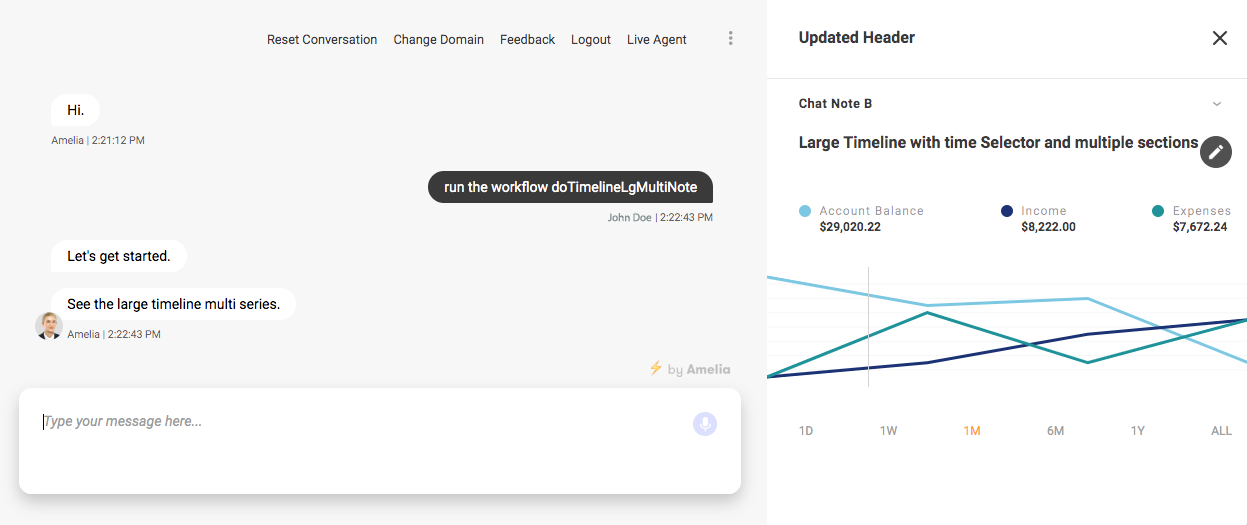 Reset Conversation Change Domain Feedback Logout Live Agent
Hi.
Amelia | 2:21:12 PM
run the workflow doTimelineLgMultiNote
John Doe | 2:22:43 PM
Let's get started.
See the large timeline multi series.
Amelia | 2:22:43 PM
⚡ by Amelia
Type your message here...
Updated Header
Chat Note B
Large Timeline with time Selector and multiple sections
Account Balance Income Expenses
$29,020.22 $8,222.00 $7,672.24
1D 1W 1M 6M 1Y ALL